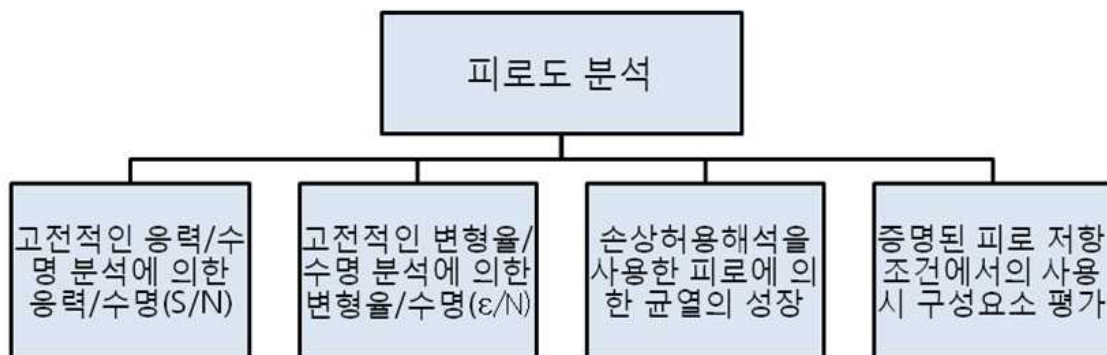 피로도 분석
고전적인 응력/수
명 분석에 의한
응력/수명(S/N)
고전적인 변형율/
수명 분석에 의한
변형율/수명(ε/N)
손상허용해석을
사용한 피로에 의
한 균열의 성장
증명된 피로 저항
조건에서의 사용
시 구성요소 평가